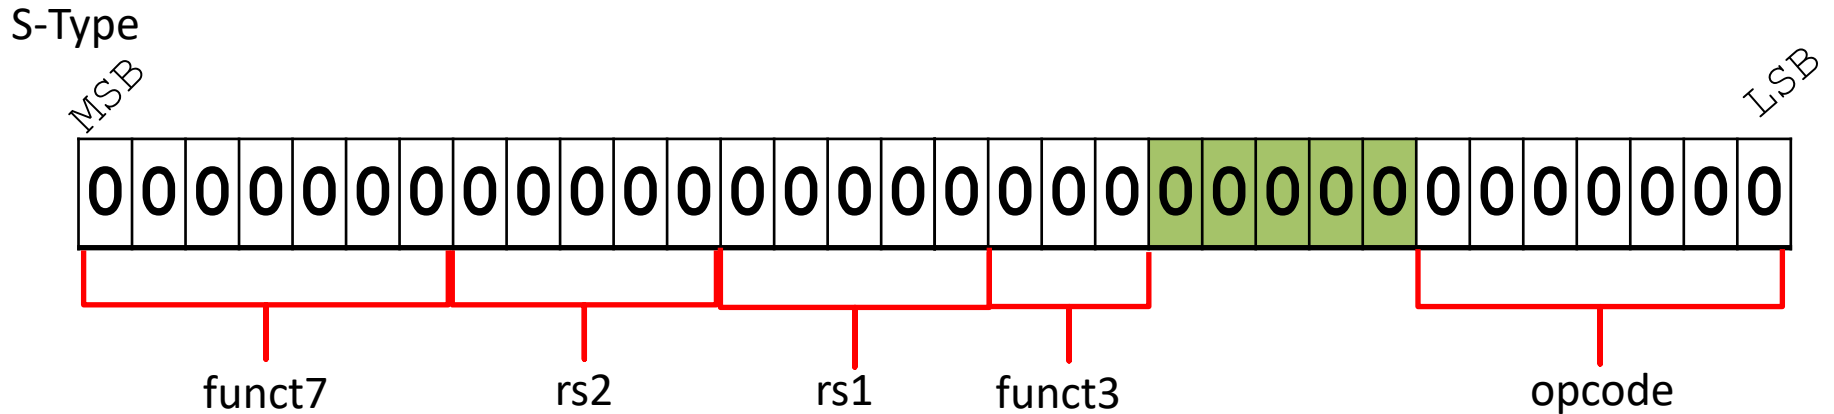 S-Type
MSB
LSB
0 0 0 0 0 0 0 0 0 0 0 0 0 0 0 0 0 0 0 0 0 0 0 0 0 0 0 0 0 0 0 0
funct7 rs2 rs1 funct3 opcode